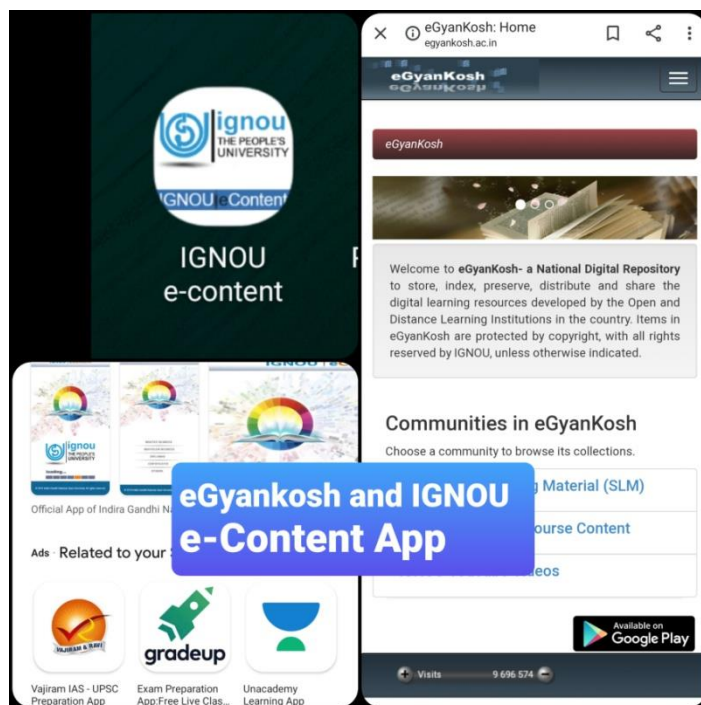 ignou
THE PEOPLE'S
UNIVERSITY
IGNOU eContent
IGNOU
e-content
eGyanKosh: Home
egyankosh.ac.in
eGyanKosh
eGyanKosh
Welcome to eGyanKosh- a National Digital Repository
to store, index, preserve, distribute and share the
digital learning resources developed by the Open and
Distance Learning Institutions in the country. Items in
eGyanKosh are protected by copyright, with all rights
reserved by IGNOU, unless otherwise indicated.
Communities in eGyanKosh
Choose a community to browse its collections.
Material (SLM)
ourse Content
eos
Available on
Google Play
Visits 9 696 574
ignou
THE PEOPLE'S
UNIVERSITY
Official App of Indira Gandhi Na
eGyankosh and IGNOU
e-Content App
Ads · Related to your
VAJIRAM & RAVI
gradeup
Vajiram IAS - UPSC
Preparation App
Exam Preparation
App:Free Live Clas...
Unacademy
Learning App